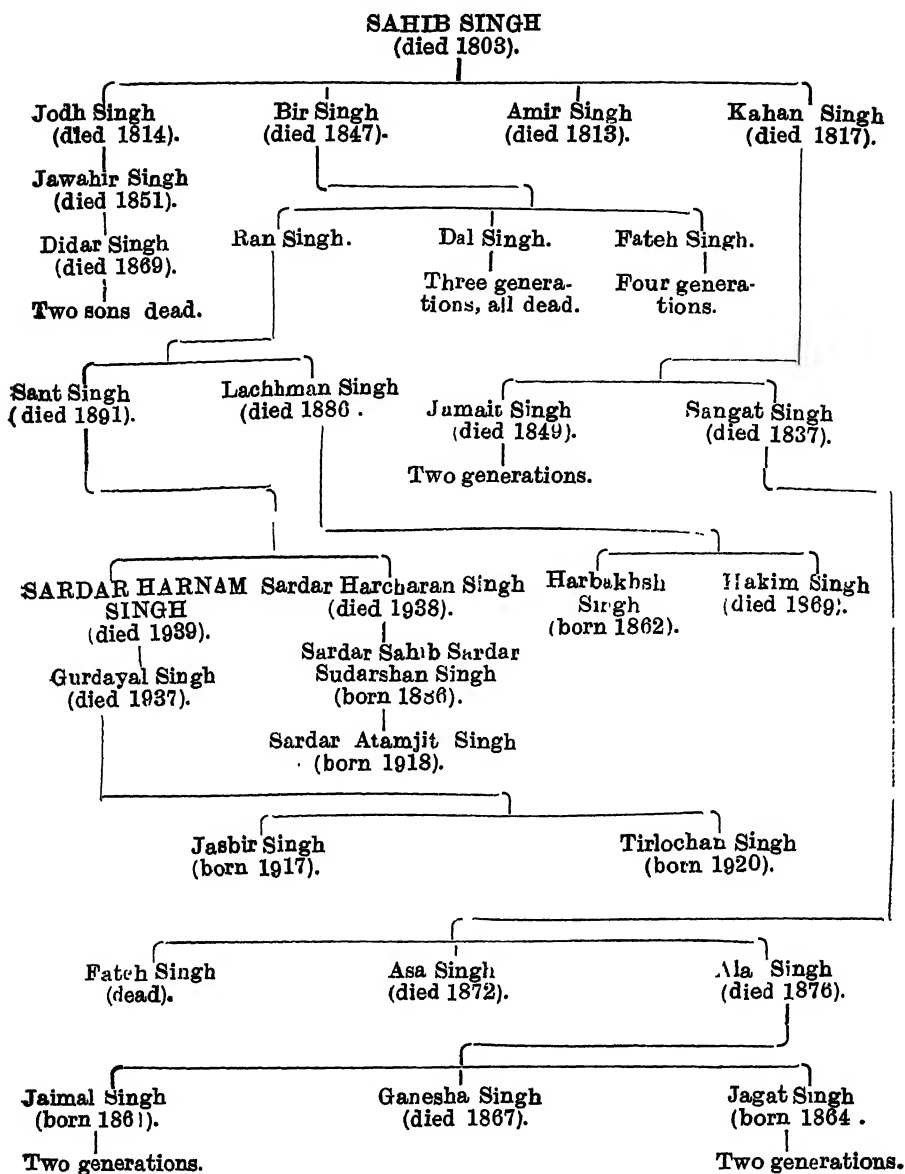 SAHIB SINGH
(died 1803).
Jodh Singh
(died 1814).
Bir Singh
(died 1847).
Amir Singh
(died 1813).
Kahan Singh
(died 1817).
Jawahir Singh
(died 1851).
Didar Singh
(died 1869).
Two sons dead.
Ran Singh.
Dal Singh.
Three genera-
tions, all dead.
Fateh Singh.
Four genera-
tions.
Sant Singh
(died 1891).
Lachhman Singh
(died 1886 .
Jumait Singh
(died 1849).
Two generations.
Sangat Singh
(died 1837).
SARDAR HARNAM
SINGH
(died 1939).
Gurdayal Singh
(died 1937).
Sardar Harcharan Singh
(died 1938).
Sardar Sahib Sardar
Sudarshan Singh
(born 1886).
Sardar Atamjit Singh
(born 1918).
Harbakhsh
Singh
(born 1862).
Hakim Singh
(died 1869).
Jasbir Singh
(born 1917).
Tirlochan Singh
(born 1920).
Fateh Singh
(dead).
Asa Singh
(died 1872).
Ala Singh
(died 1876).
Jaimal Singh
(born 1861).
Two generations.
Ganesha Singh
(died 1867).
Jagat Singh
(born 1864 .
Two generations.